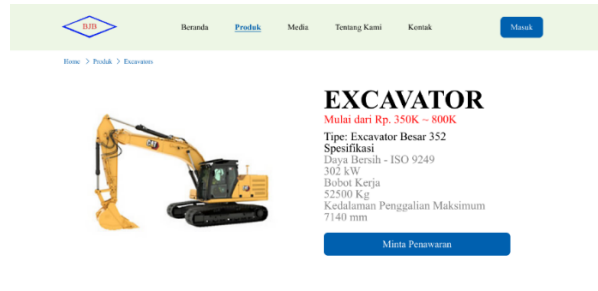 BJB
Beranda Produk Media Tentang Kami Kontak Masuk
Home > Produk > Excavators
EXCAVATOR
Mulai dari Rp. 350K ~ 800K
Tipe: Excavator Besar 352
Spesifikasi
Daya Bersih - ISO 9249
302 kW
Bobot Kerja
52500 Kg
Kedalaman Penggalian Maksimum
7140 mm
Minta Penawaran
CAT